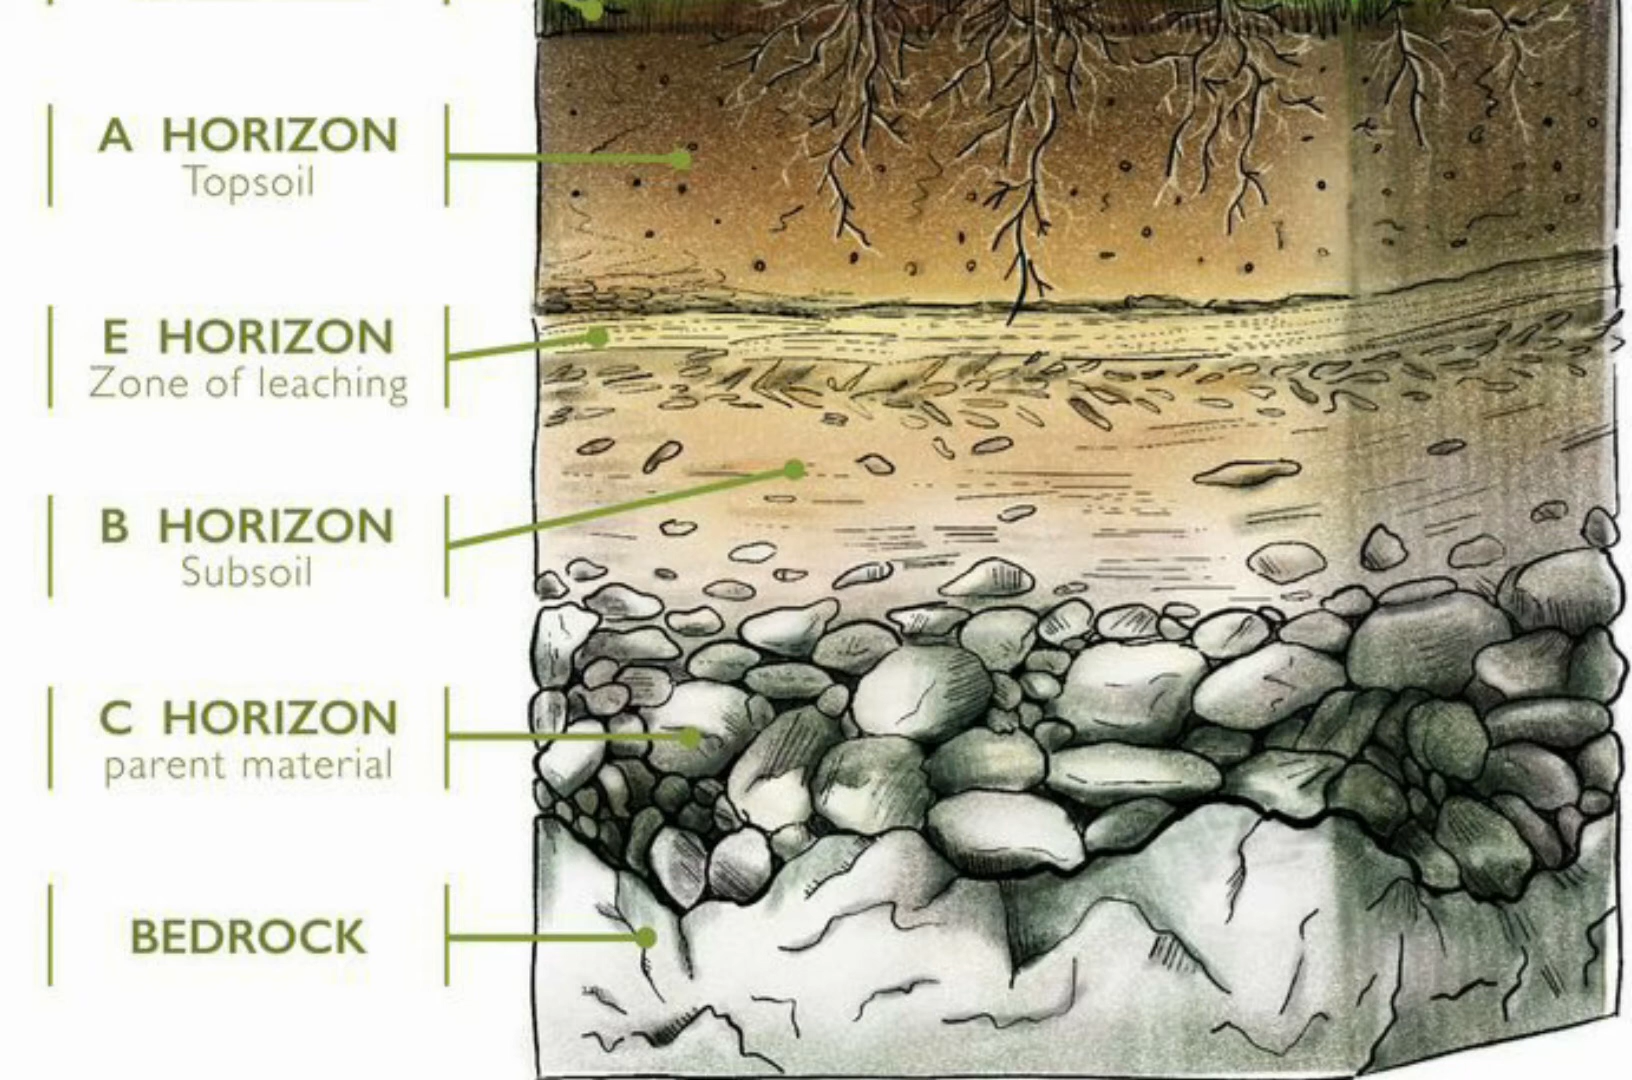 A HORIZON
Topsoil
E HORIZON
Zone of leaching
B HORIZON
Subsoil
C HORIZON
parent material
BEDROCK